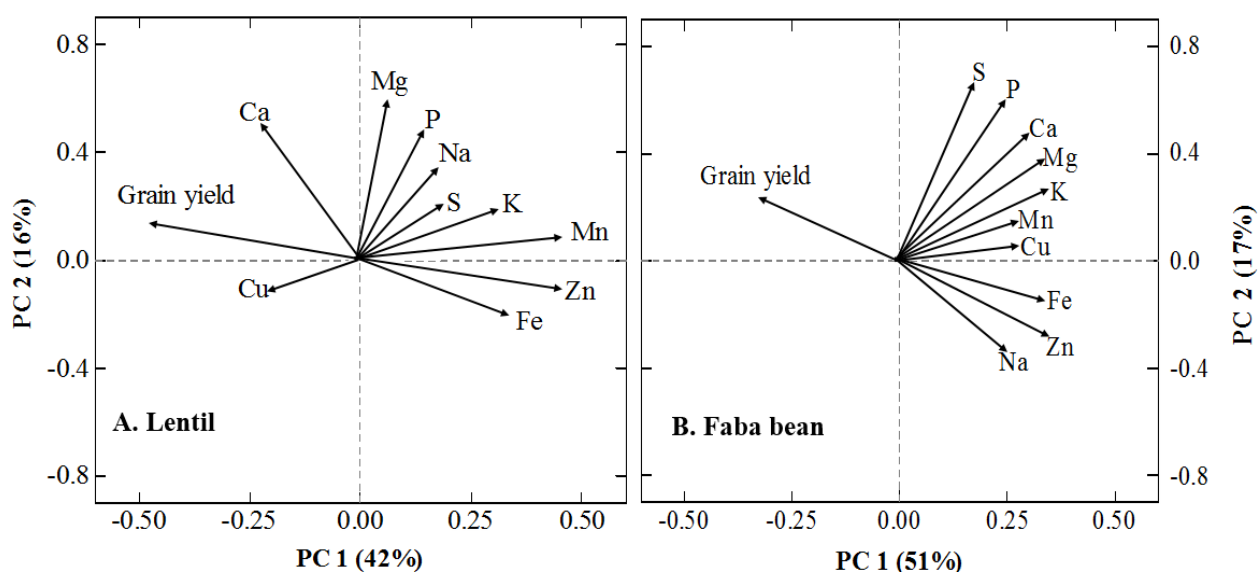 0.8
0.4
0.0
-0.4
-0.8
PC 2 (16%)
Ca
Mg
P
Na
Grain yield
S
K
Mn
Cu
Zn
Fe
A. Lentil
-0.50
-0.25
0.00
0.25
0.50
PC 1 (42%)
S
P
Ca
Mg
Grain yield
K
Mn
Cu
Fe
Zn
Na
B. Faba bean
-0.50
-0.25
0.00
0.25
0.50
PC 1 (51%)
0.8
0.4
0.0
-0.4
-0.8
PC 2 (17%)